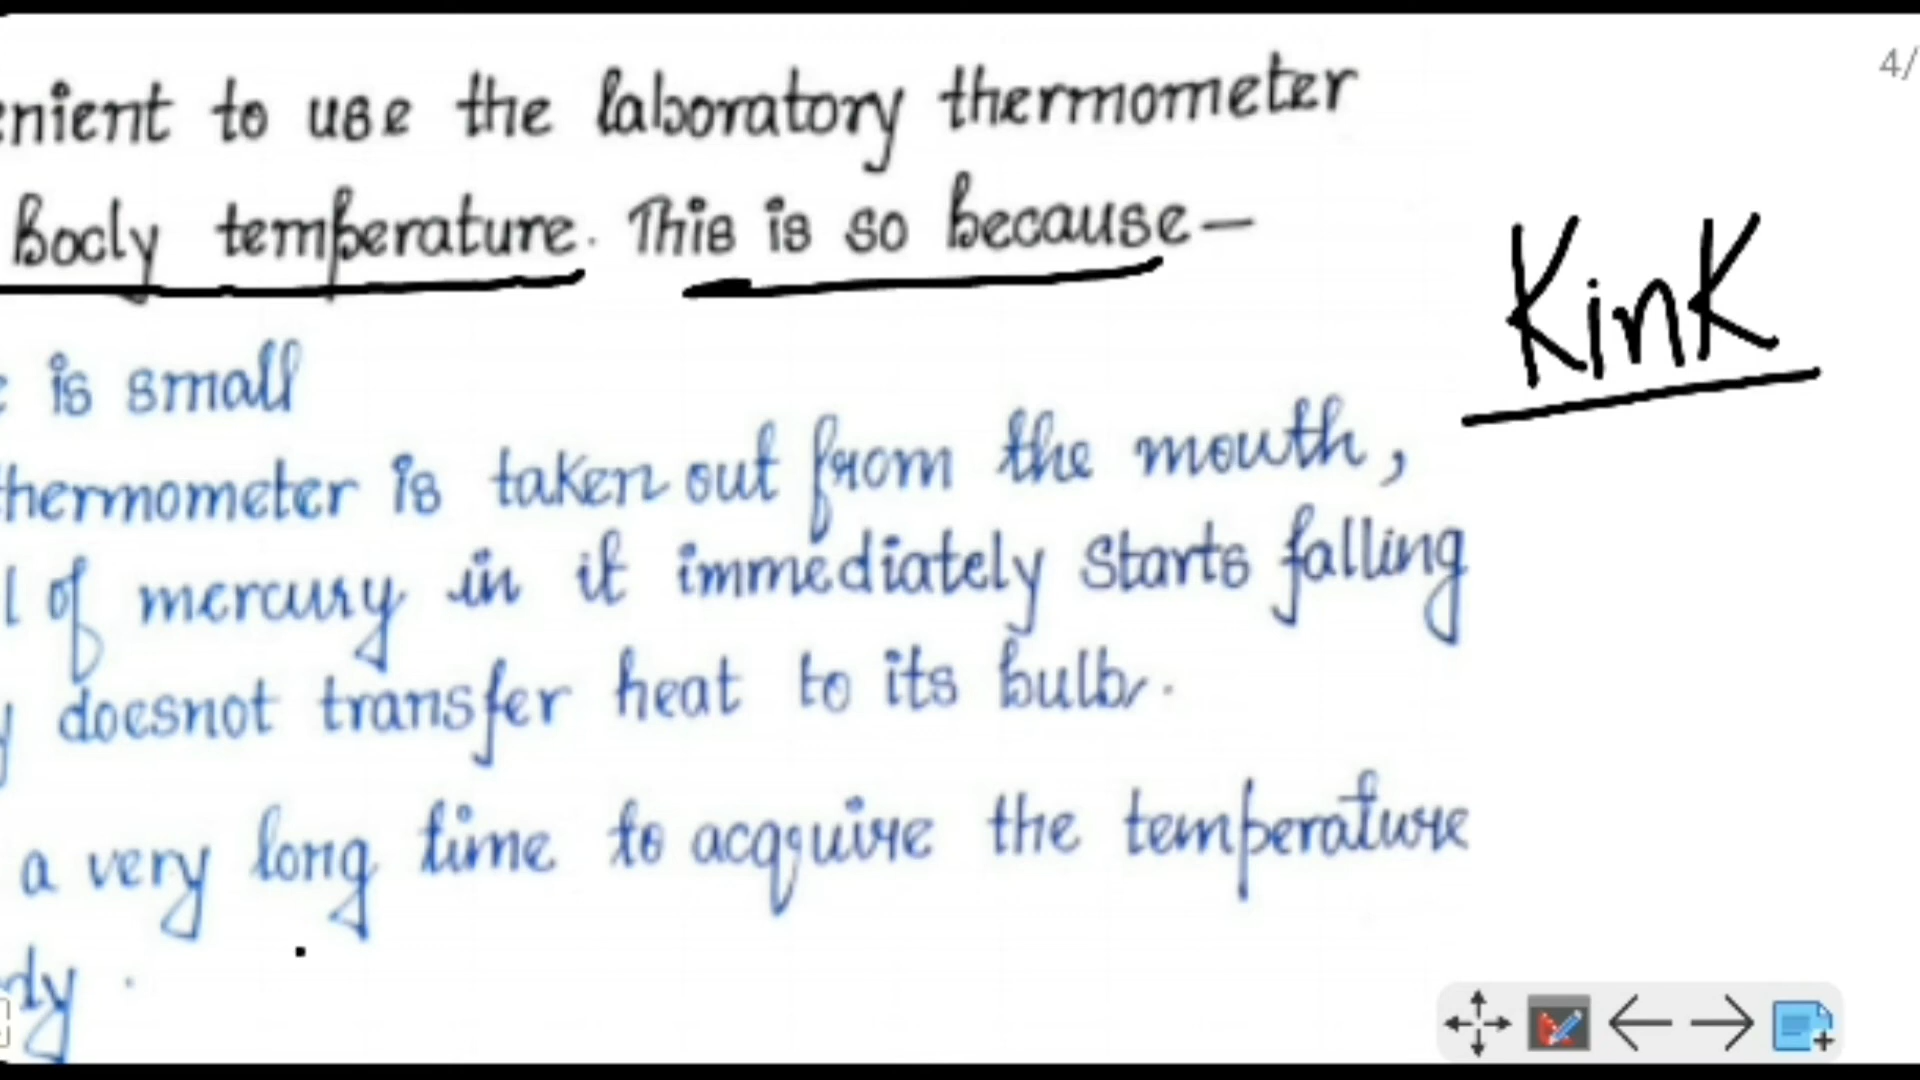 4/
enient to use the laboratory thermometer
Body temperature. This is so because—
Kink
is small
thermometer is taken out from the mouth,
l of mercury in it immediately starts falling
y doesnot transfer heat to its bulb.
a very long time to acquire the temperature
dy.